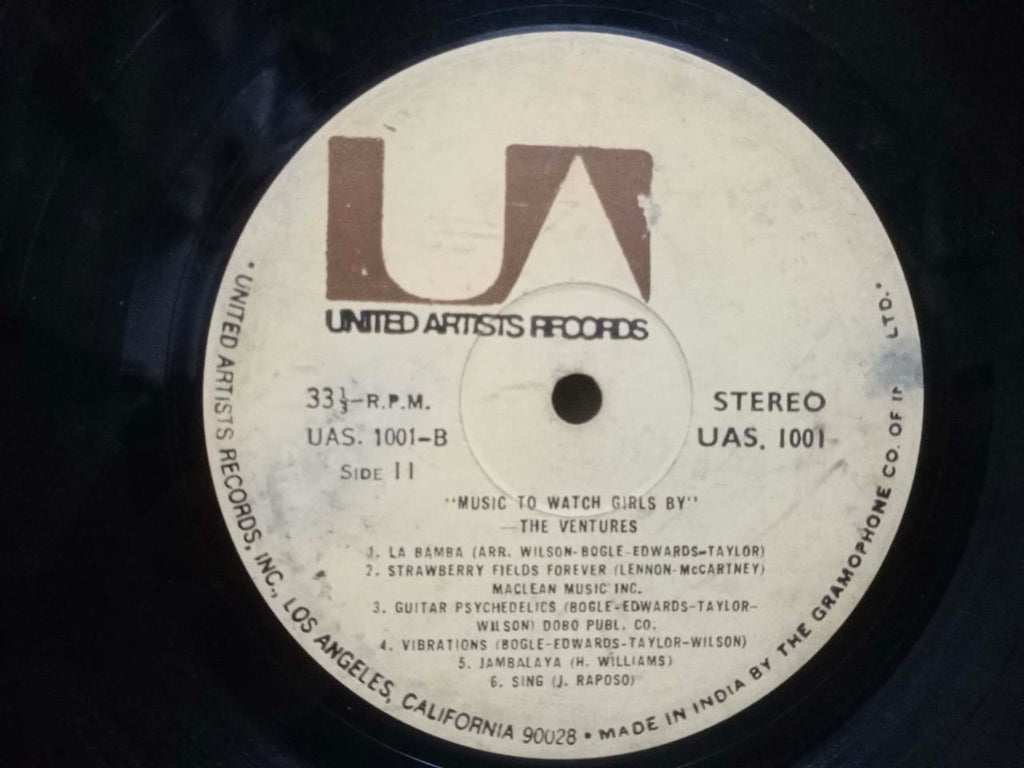 UA
UNITED ARTISTS RECORDS
33⅓-R.P.M.
UAS. 1001-B
SIDE II
STEREO
UAS. 1001
"MUSIC TO WATCH GIRLS BY"
—THE VENTURES
1. LA BAMBA (ARR. WILSON-BOGLE-EDWARDS-TAYLOR)
2. STRAWBERRY FIELDS FOREVER (LENNON-McCARTNEY)
MACLEAN MUSIC INC.
3. GUITAR PSYCHEDELICS (BOGLE-EDWARDS-TAYLOR-
WILSON) DOBO PUBL. CO.
4. VIBRATIONS (BOGLE-EDWARDS-TAYLOR-WILSON)
5. JAMBALAYA (H. WILLIAMS)
6. SING (J. RAPOSO)
• UNITED ARTISTS RECORDS, INC., LOS ANGELES, CALIFORNIA 90028 • MADE IN INDIA BY THE GRAMOPHONE CO. OF LTD. •